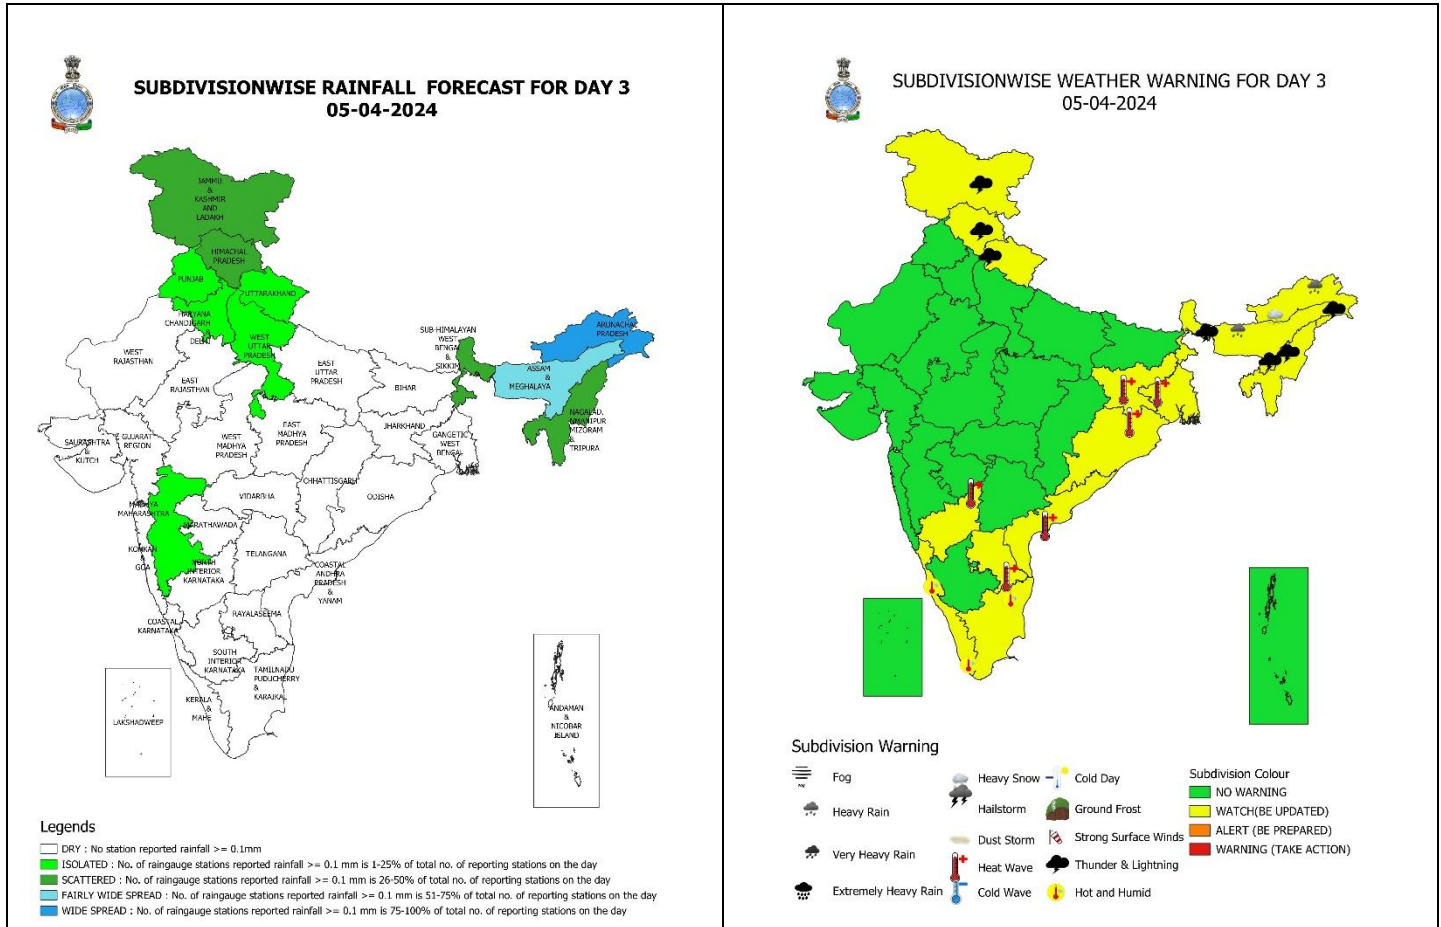 SUBDIVISIONWISE RAINFALL FORECAST FOR DAY 3
05-04-2024
JAMMU
&
KASHMIR
AND
LADAKH
HIMACHAL
PRADESH
PUNJAB
UTTARAKHAND
HARYANA
CHANDIGARH
DELHI
WEST
UTTAR
PRADESH
WEST
RAJASTHAN
EAST
RAJASTHAN
EAST
UTTAR
PRADESH
BIHAR
SUB-HIMALAYAN
WEST
BENGAL
&
SIKKIM
ARUNACHAL
PRADESH
ASSAM
&
MEGHALAYA
NAGALAD,
MANIPUR
MIZORAM
&
TRIPURA
SAURASHTRA
&
KUTCH
GUJARAT
REGION
WEST
MADHYA
PRADESH
EAST
MADHYA
PRADESH
JHARKHAND
GANGETIC
WEST
BENGAL
CHHATTISGARH
ODISHA
VIDARBHA
MADHYA
MAHARASHTRA
MARATHAWADA
KONKAN
&
GOA
NORTH
INTERIOR
KARNATAKA
TELANGANA
COASTAL
ANDHRA
PRADESH
&
YANAM
RAYALASEEMA
COASTAL
KARNATAKA
SOUTH
INTERIOR
KARNATAKA
TAMILNADU
PUDUCHERRY
&
KARAIKAL
KERALA
&
MAHE
LAKSHADWEEP
ANDAMAN
&
NICOBAR
ISLAND
Legends
DRY : No station reported rainfall >= 0.1mm
ISOLATED : No. of raingauge stations reported rainfall >= 0.1 mm is 1-25% of total no. of reporting stations on the day
SCATTERED : No. of raingauge stations reported rainfall >= 0.1 mm is 26-50% of total no. of reporting stations on the day
FAIRLY WIDE SPREAD : No. of raingauge stations reported rainfall >= 0.1 mm is 51-75% of total no. of reporting stations on the day
WIDE SPREAD : No. of raingauge stations reported rainfall >= 0.1 mm is 75-100% of total no. of reporting stations on the day
SUBDIVISIONWISE WEATHER WARNING FOR DAY 3
05-04-2024
Subdivision Warning
Fog
Heavy Rain
Very Heavy Rain
Extremely Heavy Rain
Heavy Snow
Hailstorm
Dust Storm
Heat Wave
Cold Wave
Cold Day
Ground Frost
Strong Surface Winds
Thunder & Lightning
Hot and Humid
Subdivision Colour
NO WARNING
WATCH(BE UPDATED)
ALERT (BE PREPARED)
WARNING (TAKE ACTION)